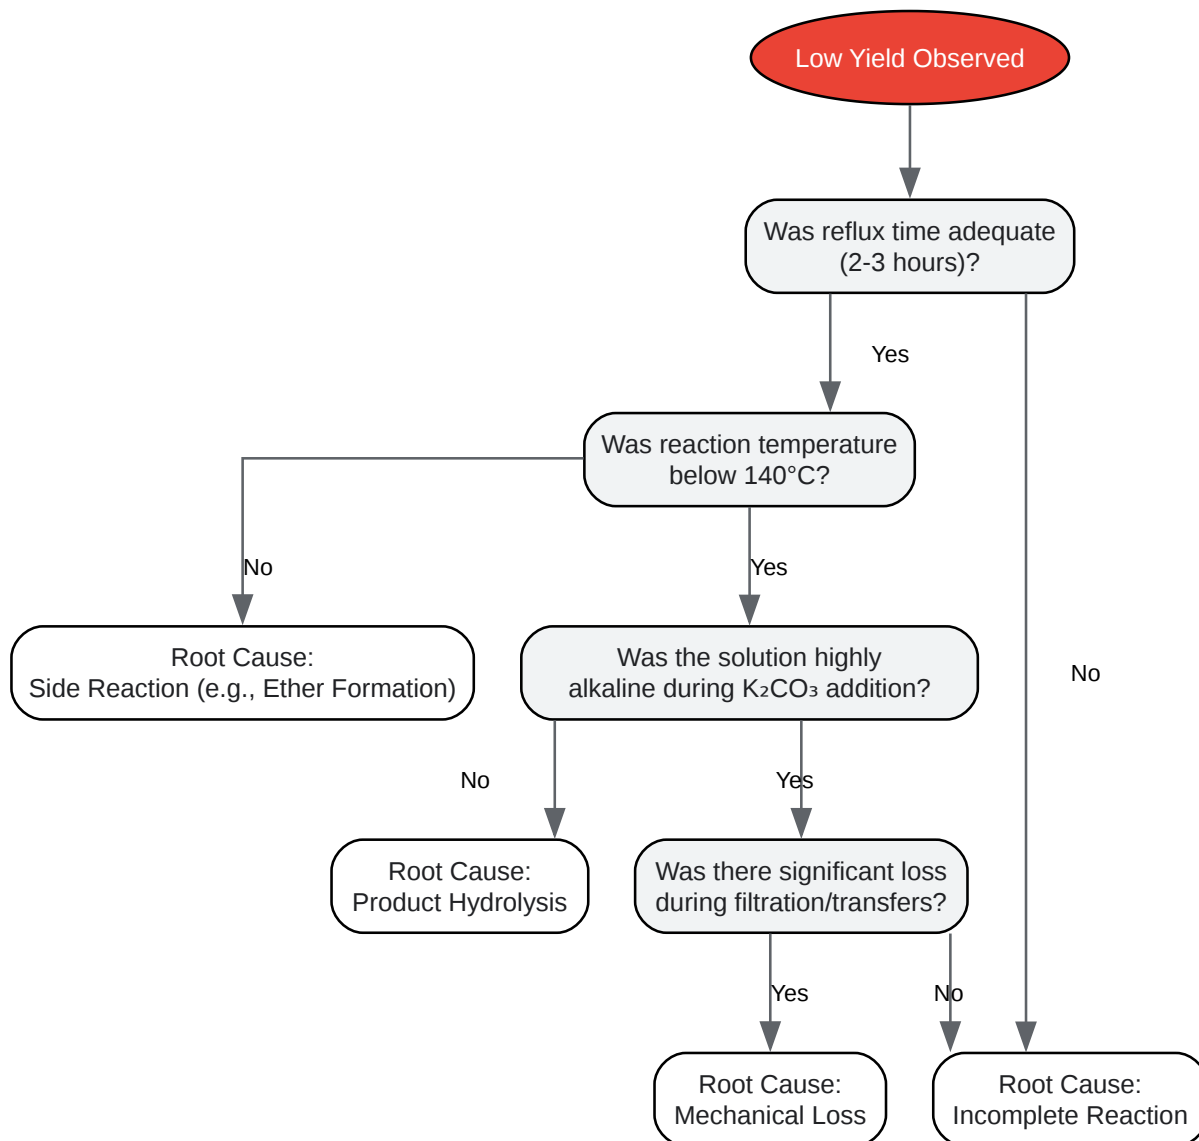 Low Yield Observed
Was reflux time adequate
(2-3 hours)?
Yes
Was reaction temperature
below 140°C?
No
Yes
Root Cause:
Side Reaction (e.g., Ether Formation)
Was the solution highly
alkaline during K₂CO₃ addition?
No
No
Yes
Root Cause:
Product Hydrolysis
Was there significant loss
during filtration/transfers?
Yes
No
Root Cause:
Mechanical Loss
Root Cause:
Incomplete Reaction